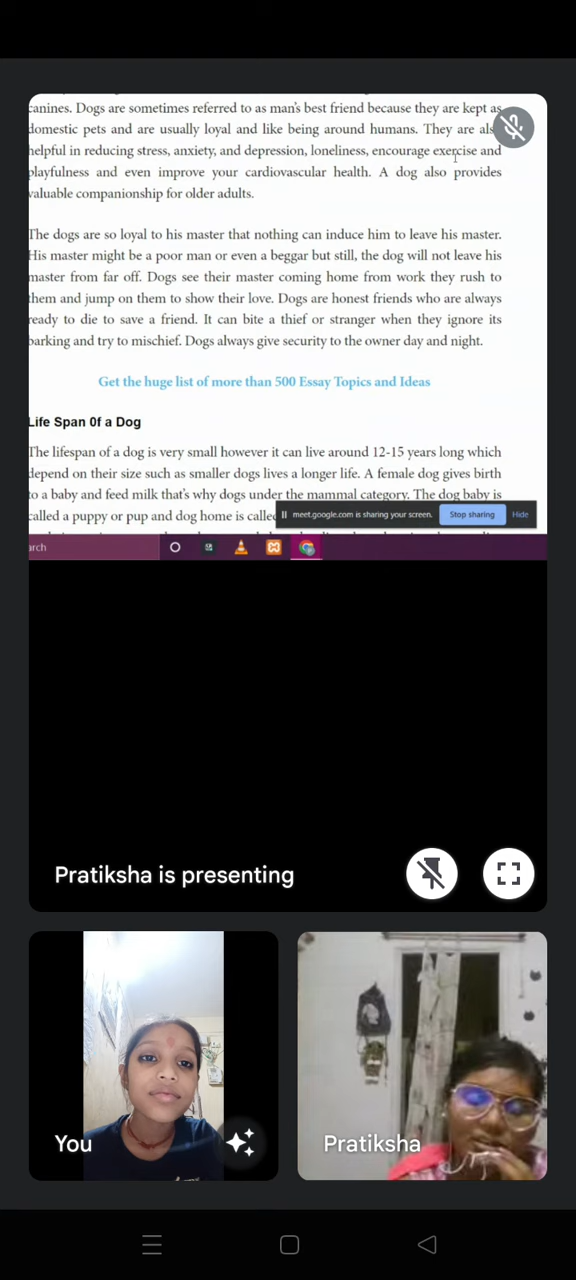 canines. Dogs are sometimes referred to as man's best friend because they are kept as
domestic pets and are usually loyal and like being around humans. They are als
helpful in reducing stress, anxiety, and depression, loneliness, encourage exercise and
playfulness and even improve your cardiovascular health. A dog also provides
valuable companionship for older adults.
The dogs are so loyal to his master that nothing can induce him to leave his master.
His master might be a poor man or even a beggar but still, the dog will not leave his
master from far off. Dogs see their master coming home from work they rush to
them and jump on them to show their love. Dogs are honest friends who are always
ready to die to save a friend. It can bite a thief or stranger when they ignore its
barking and try to mischief. Dogs always give security to the owner day and night.
Get the huge list of more than 500 Essay Topics and Ideas
Life Span 0f a Dog
The lifespan of a dog is very small however it can live around 12-15 years long which
depend on their size such as smaller dogs lives a longer life. A female dog gives birth
to a baby and feed milk that's why dogs under the mammal category. The dog baby is
called a puppy or pup and dog home is called
meet.google.com is sharing your screen. Stop sharing Hide
arch
Pratiksha is presenting
You
Pratiksha